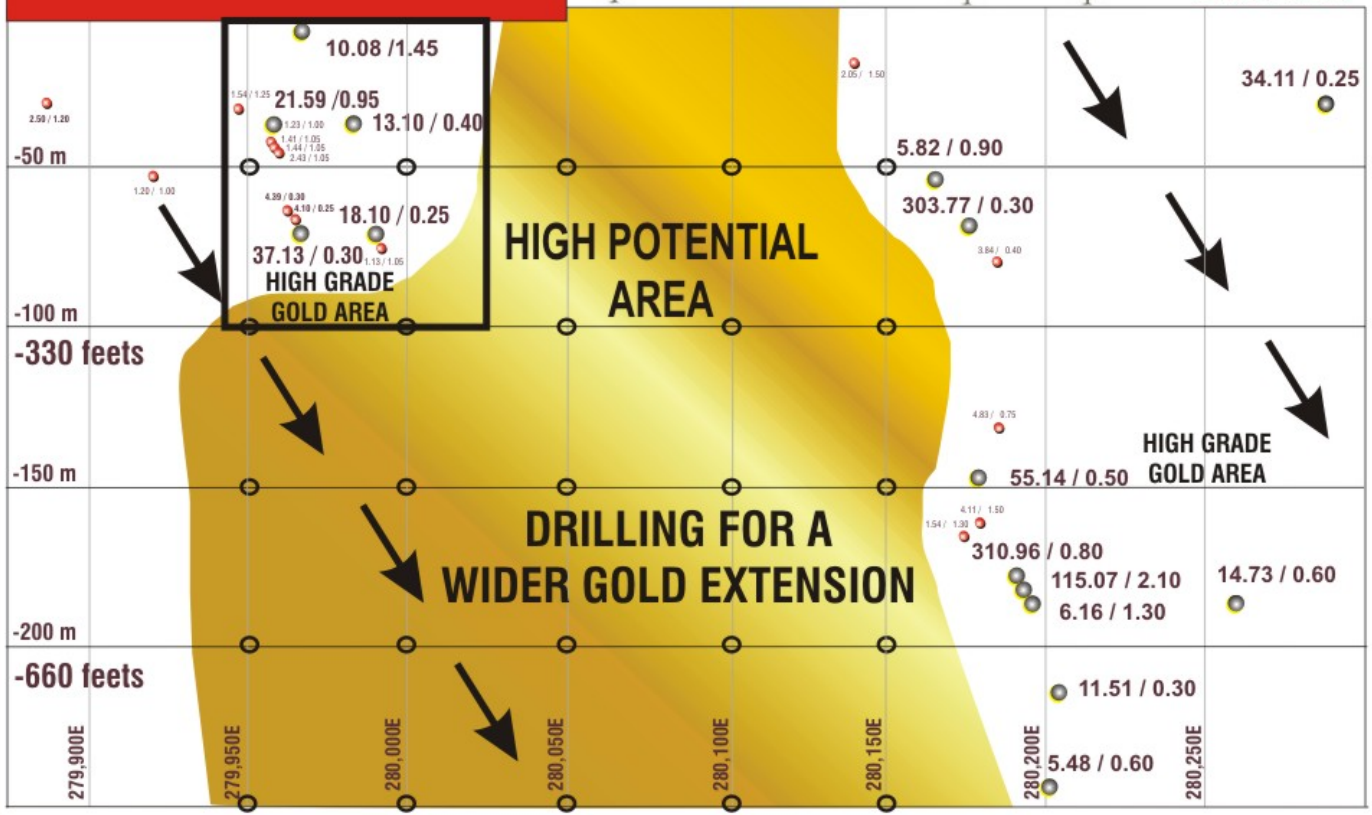 10.08 /1.45
2.05 / 1.50
34.11 / 0.25
2.50 / 1.20
1.54 / 1.25
21.59 /0.95
1.23 / 1.00
13.10 / 0.40
1.41 / 1.05
1.44 / 1.05
2.43 / 1.05
-50 m
5.82 / 0.90
1.20 / 1.00
4.39 / 0.30
4.10 / 0.25
18.10 / 0.25
303.77 / 0.30
37.13 / 0.30
1.13 / 1.05
3.84 / 0.40
HIGH GRADE
GOLD AREA
HIGH POTENTIAL
AREA
-100 m
-330 feets
4.83 / 0.75
HIGH GRADE
GOLD AREA
-150 m
55.14 / 0.50
4.11 / 1.50
1.54 / 1.30
DRILLING FOR A
WIDER GOLD EXTENSION
310.96 / 0.80
115.07 / 2.10
6.16 / 1.30
14.73 / 0.60
-200 m
-660 feets
11.51 / 0.30
5.48 / 0.60
279,900E
279,950E
280,000E
280,050E
280,100E
280,150E
280,200E
280,250E